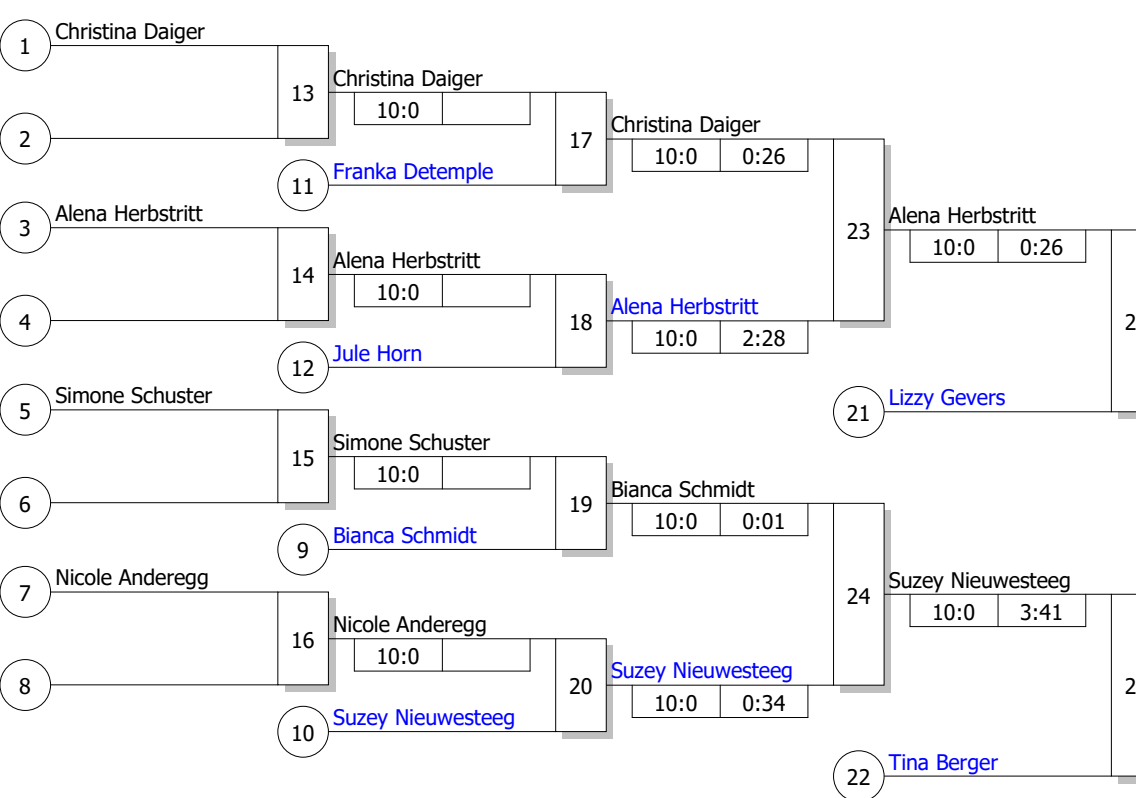 Christina Daiger
1
13
Christina Daiger
10:0
2
17
Christina Daiger
10:0 0:26
11
Franka Detemple
3
Alena Herbstritt
14
Alena Herbstritt
10:0
4
18
Alena Herbstritt
10:0 2:28
12
Jule Horn
23
Alena Herbstritt
10:0 0:26
2
21
Lizzy Gevers
5
Simone Schuster
15
Simone Schuster
10:0
6
19
Bianca Schmidt
10:0 0:01
9
Bianca Schmidt
7
Nicole Anderegg
16
Nicole Anderegg
10:0
8
20
Suzey Nieuwesteeg
10:0 0:34
10
Suzey Nieuwesteeg
24
Suzey Nieuwesteeg
10:0 3:41
2
22
Tina Berger